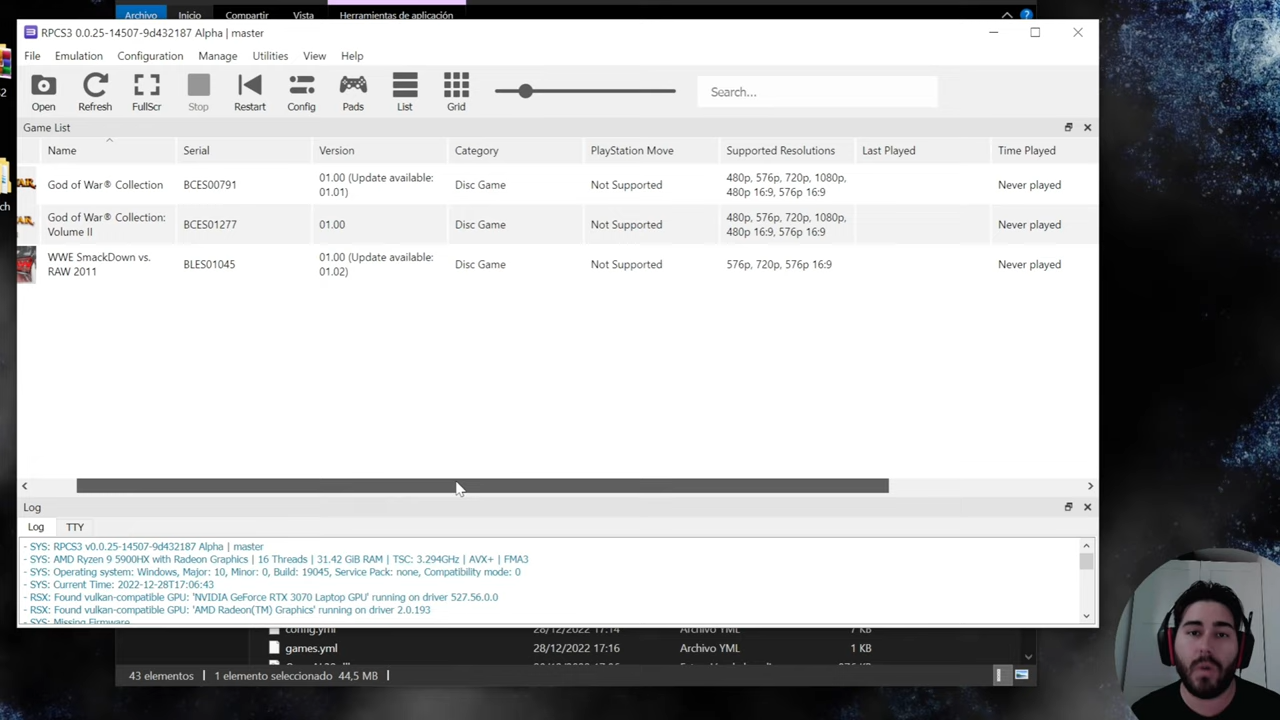 Archivo Inicio Compartir Vista Herramientas de aplicación
RPCS3 0.0.25-14507-9d432187 Alpha | master
File Emulation Configuration Manage Utilities View Help
Open Refresh FullScr Stop Restart Config Pads List Grid Search...
Game List
Name Serial Version Category PlayStation Move Supported Resolutions Last Played Time Played
God of War® Collection BCES00791 01.00 (Update available: Disc Game Not Supported 480p, 576p, 720p, 1080p, Never played
01.01) 480p 16:9, 576p 16:9
God of War® Collection: BCES01277 01.00 Disc Game Not Supported 480p, 576p, 720p, 1080p, Never played
Volume II 480p 16:9, 576p 16:9
WWE SmackDown vs. BLES01045 01.00 (Update available: Disc Game Not Supported 576p, 720p, 576p 16:9 Never played
RAW 2011 01.02)
Log
Log TTY
- SYS: RPCS3 v0.0.25-14507-9d432187 Alpha | master
- SYS: AMD Ryzen 9 5900HX with Radeon Graphics | 16 Threads | 31.42 GiB RAM | TSC: 3.294GHz | AVX+ | FMA3
- SYS: Operating system: Windows, Major: 10, Minor: 0, Build: 19045, Service Pack: none, Compatibility mode: 0
- SYS: Current Time: 2022-12-28T17:06:43
- RSX: Found vulkan-compatible GPU: 'NVIDIA GeForce RTX 3070 Laptop GPU' running on driver 527.56.0.0
- RSX: Found vulkan-compatible GPU: 'AMD Radeon(TM) Graphics' running on driver 2.0.193
- SYS: Missing Firmware
config.yml 28/12/2022 17:14 Archivo YML 7 KB
games.yml 28/12/2022 17:16 Archivo YML 1 KB
43 elementos 1 elemento seleccionado 44,5 MB